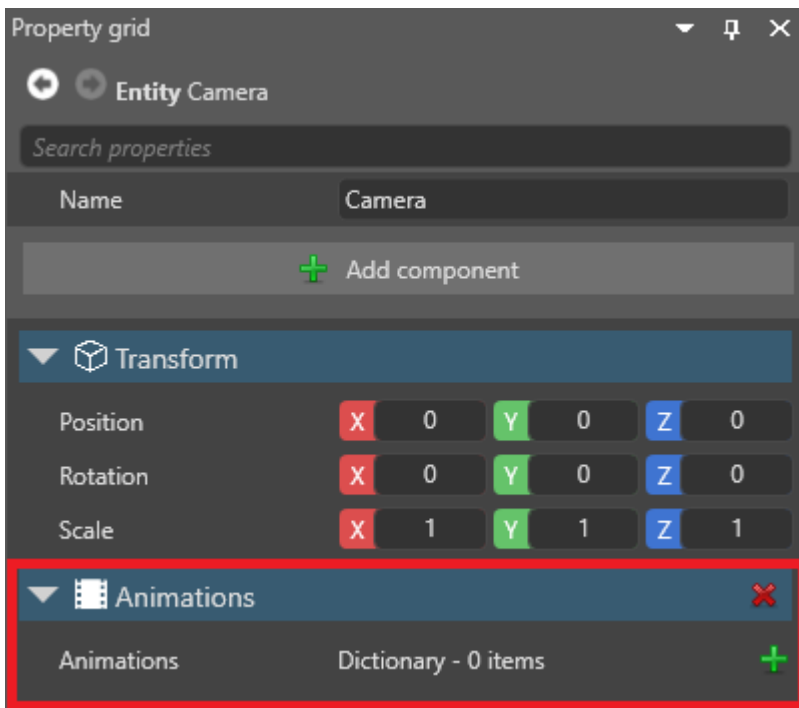 Property grid
Entity Camera
Search properties
Name Camera
Add component
Transform
Position X 0 Y 0 Z 0
Rotation X 0 Y 0 Z 0
Scale X 1 Y 1 Z 1
Animations
Animations Dictionary - 0 items